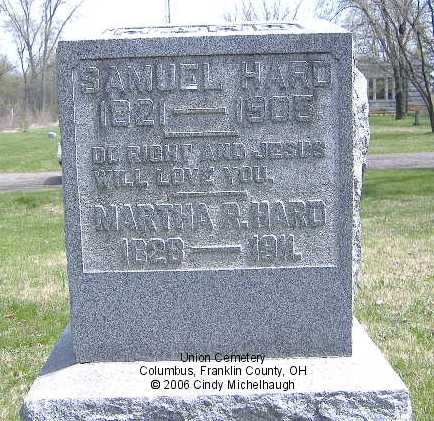 SAMUEL HARD
1821 — 1905
DO RIGHT AND JESUS
WILL LOVE YOU.
MARTHA R. HARD
1828 — 1911.
Union Cemetery
Columbus, Franklin County, OH
© 2006 Cindy Michelhaugh